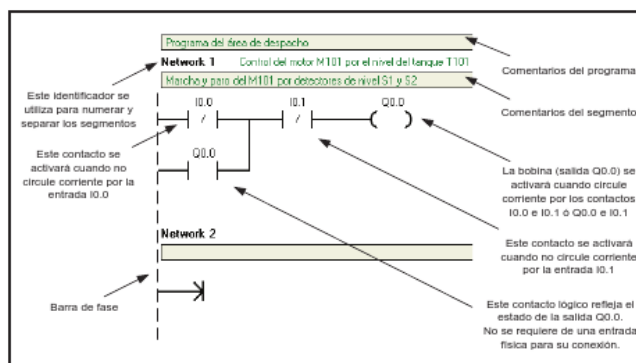 Programa del área de despacho
Network 1 Control del motor M101 por el nivel del tanque T101
Marcha y para del M101 por detectores de nivel S1 y S2
Comentarios del programa
Comentarios del segmento
Este identificador se
utiliza para numerar y
separar los segmentos
I0.0
I0.1
Q0.0
/
/
Este contacto se
activará cuando no
circule corriente por la
entrada I0.0
Q0.0
La bobina (salida Q0.0) se
activará cuando circule
corriente por los contactos
I0.0 e I0.1 ó Q0.0 e I0.1
Network 2
Este contacto se activará
cuando no circule corriente
por la entrada I0.1
Barra de fase
Este contacto lógico refleja el
estado de la salida Q0.0.
No se requiere de una entrada
física para su conexión.